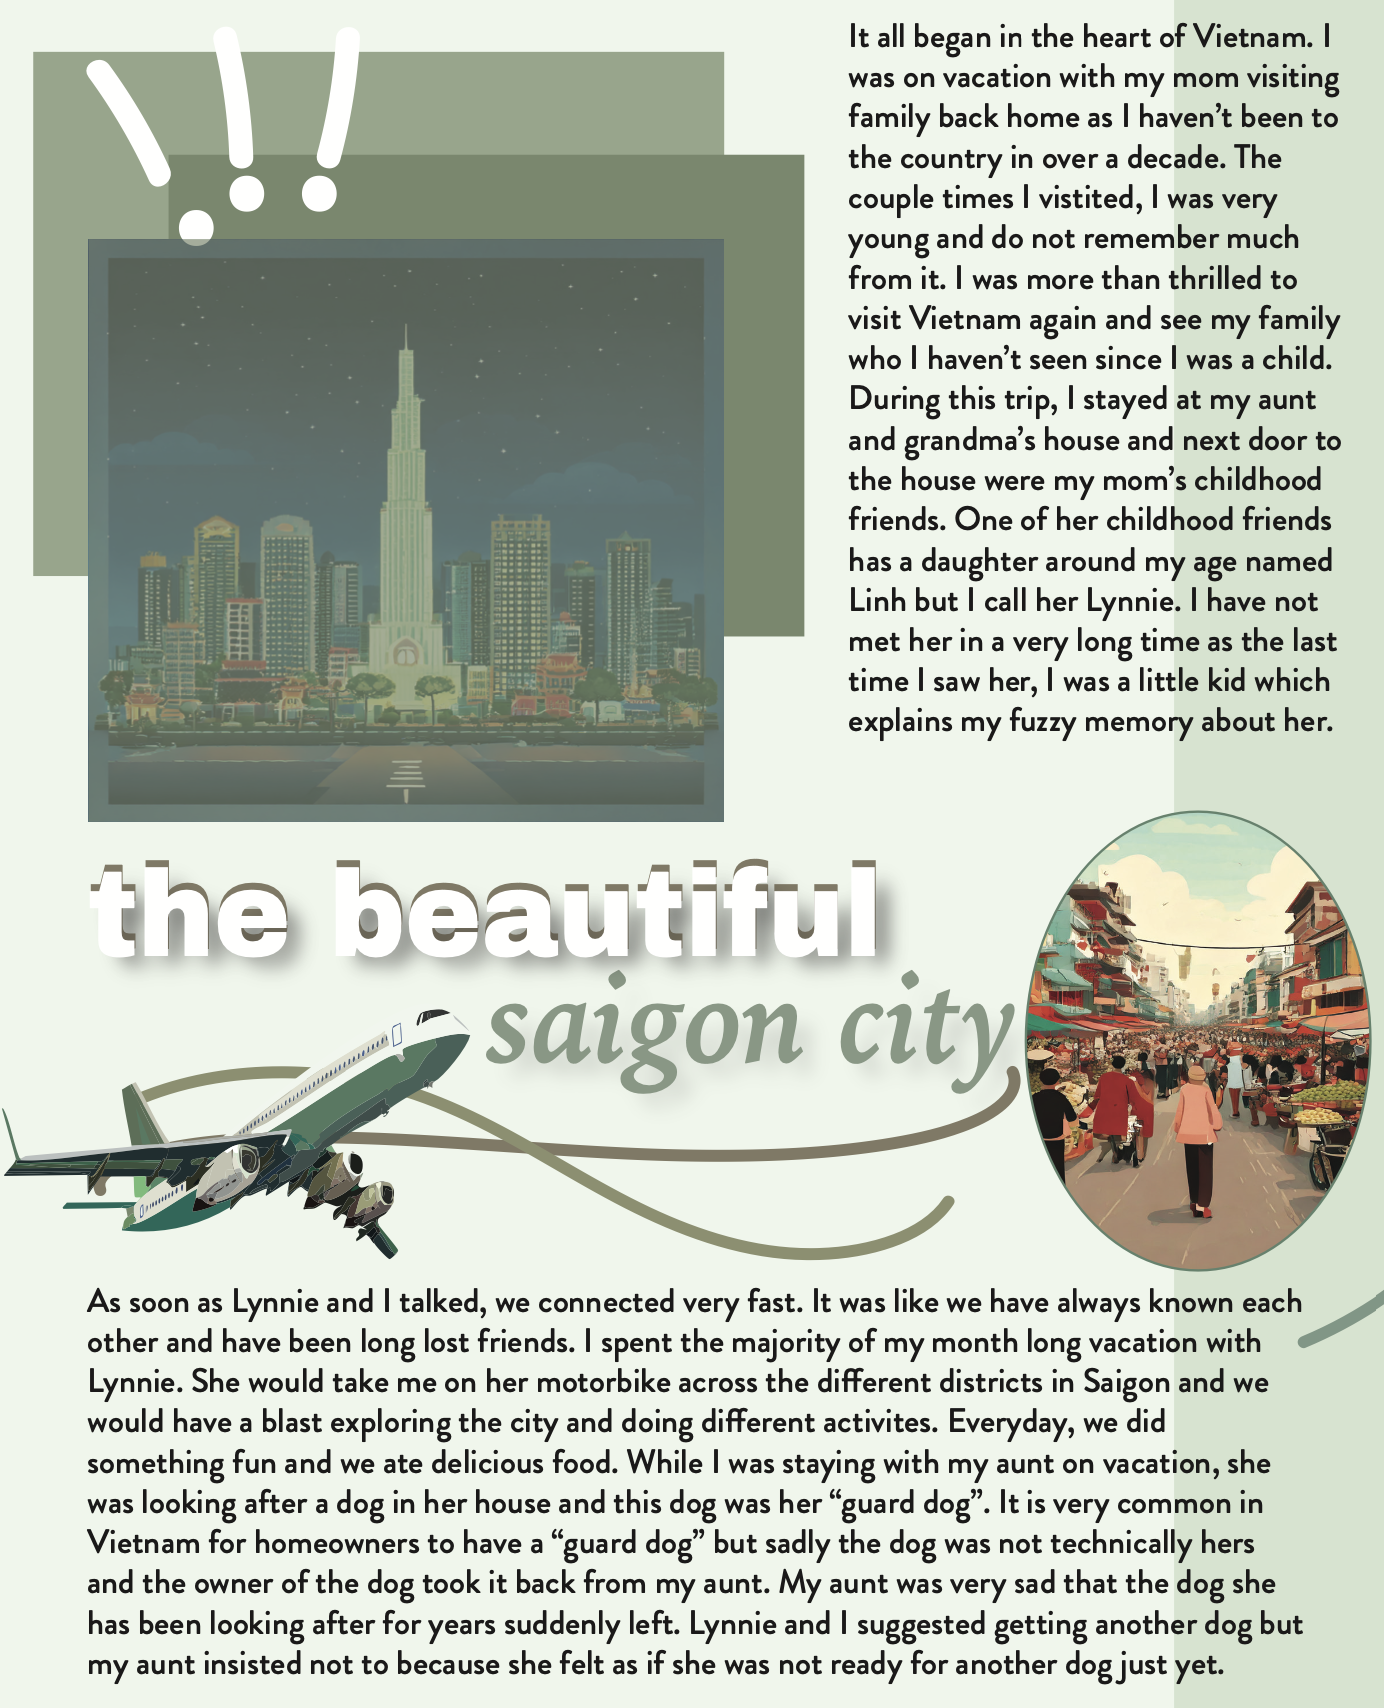 It all began in the heart of Vietnam. I
was on vacation with my mom visiting
family back home as I haven’t been to
the country in over a decade. The
couple times I vistited, I was very
young and do not remember much
from it. I was more than thrilled to
visit Vietnam again and see my family
who I haven’t seen since I was a child.
During this trip, I stayed at my aunt
and grandma’s house and next door to
the house were my mom’s childhood
friends. One of her childhood friends
has a daughter around my age named
Linh but I call her Lynnie. I have not
met her in a very long time as the last
time I saw her, I was a little kid which
explains my fuzzy memory about her.
the beautiful
saigon city
As soon as Lynnie and I talked, we connected very fast. It was like we have always known each
other and have been long lost friends. I spent the majority of my month long vacation with
Lynnie. She would take me on her motorbike across the different districts in Saigon and we
would have a blast exploring the city and doing different activites. Everyday, we did
something fun and we ate delicious food. While I was staying with my aunt on vacation, she
was looking after a dog in her house and this dog was her “guard dog”. It is very common in
Vietnam for homeowners to have a “guard dog” but sadly the dog was not technically hers
and the owner of the dog took it back from my aunt. My aunt was very sad that the dog she
has been looking after for years suddenly left. Lynnie and I suggested getting another dog but
my aunt insisted not to because she felt as if she was not ready for another dog just yet.